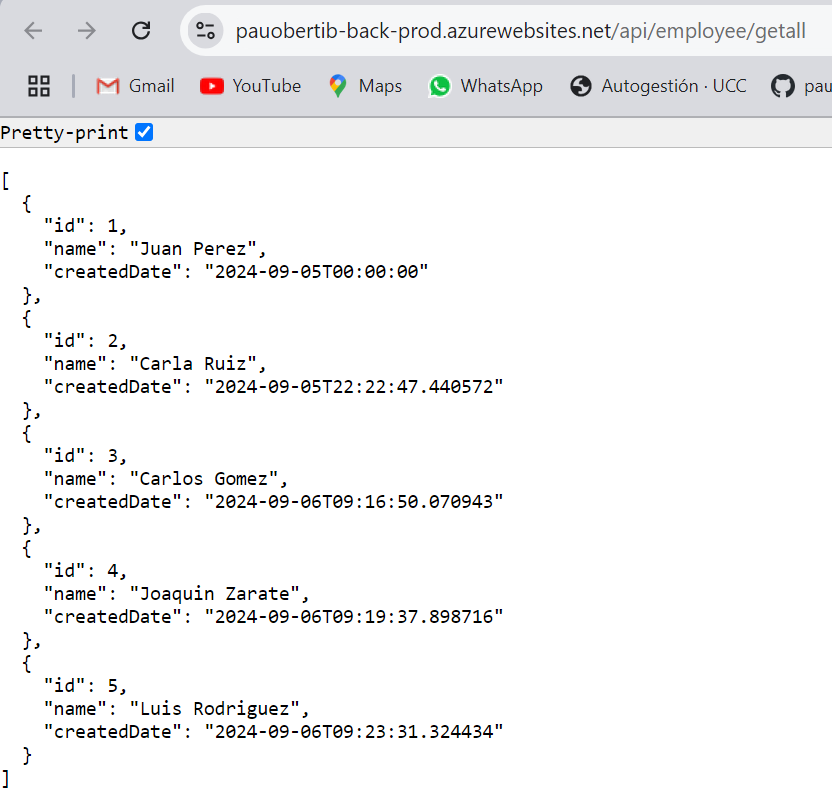 pauobertib-back-prod.azurewebsites.net/api/employee/getall
Gmail YouTube Maps WhatsApp Autogestión · UCC pau
Pretty-print
[
  {
    "id": 1,
    "name": "Juan Perez",
    "createdDate": "2024-09-05T00:00:00"
  },
  {
    "id": 2,
    "name": "Carla Ruiz",
    "createdDate": "2024-09-05T22:22:47.440572"
  },
  {
    "id": 3,
    "name": "Carlos Gomez",
    "createdDate": "2024-09-06T09:16:50.070943"
  },
  {
    "id": 4,
    "name": "Joaquin Zarate",
    "createdDate": "2024-09-06T09:19:37.898716"
  },
  {
    "id": 5,
    "name": "Luis Rodriguez",
    "createdDate": "2024-09-06T09:23:31.324434"
  }
]